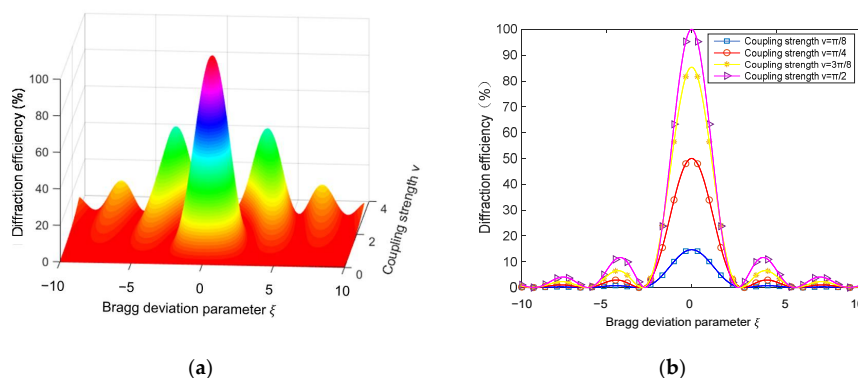 100
80
60
40
20
0
Diffraction efficiency (%)
−10
−5
0
5
10
Bragg deviation parameter ξ
0
2
4
Coupling strength v
(a)
100
90
80
70
60
50
40
30
20
10
0
Diffraction efficiency (%)
−10
−5
0
5
10
Bragg deviation parameter ξ
Coupling strength v=π/8
Coupling strength v=π/4
Coupling strength v=3π/8
Coupling strength v=π/2
(b)